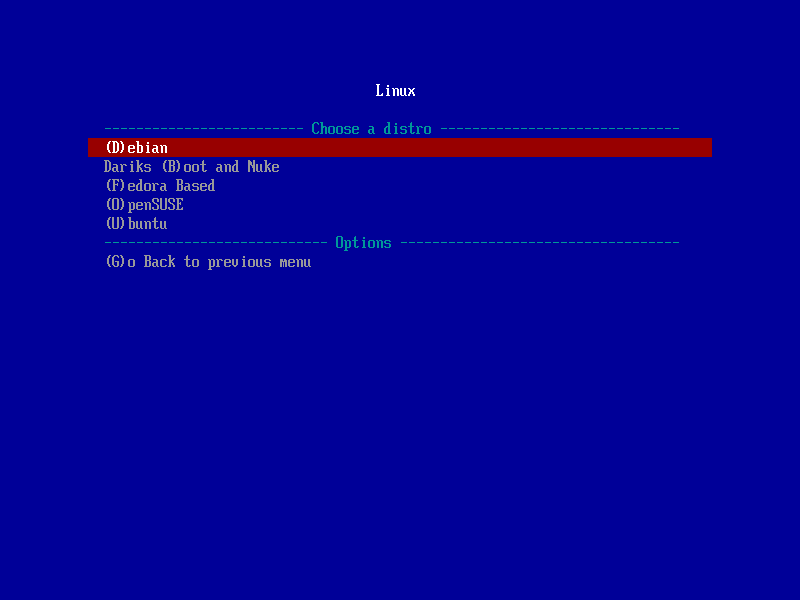 Linux
------------------------- Choose a distro ------------------------------
(D)ebian
Dariks (B)oot and Nuke
(F)edora Based
(O)penSUSE
(U)buntu
---------------------------- Options -----------------------------------
(G)o Back to previous menu